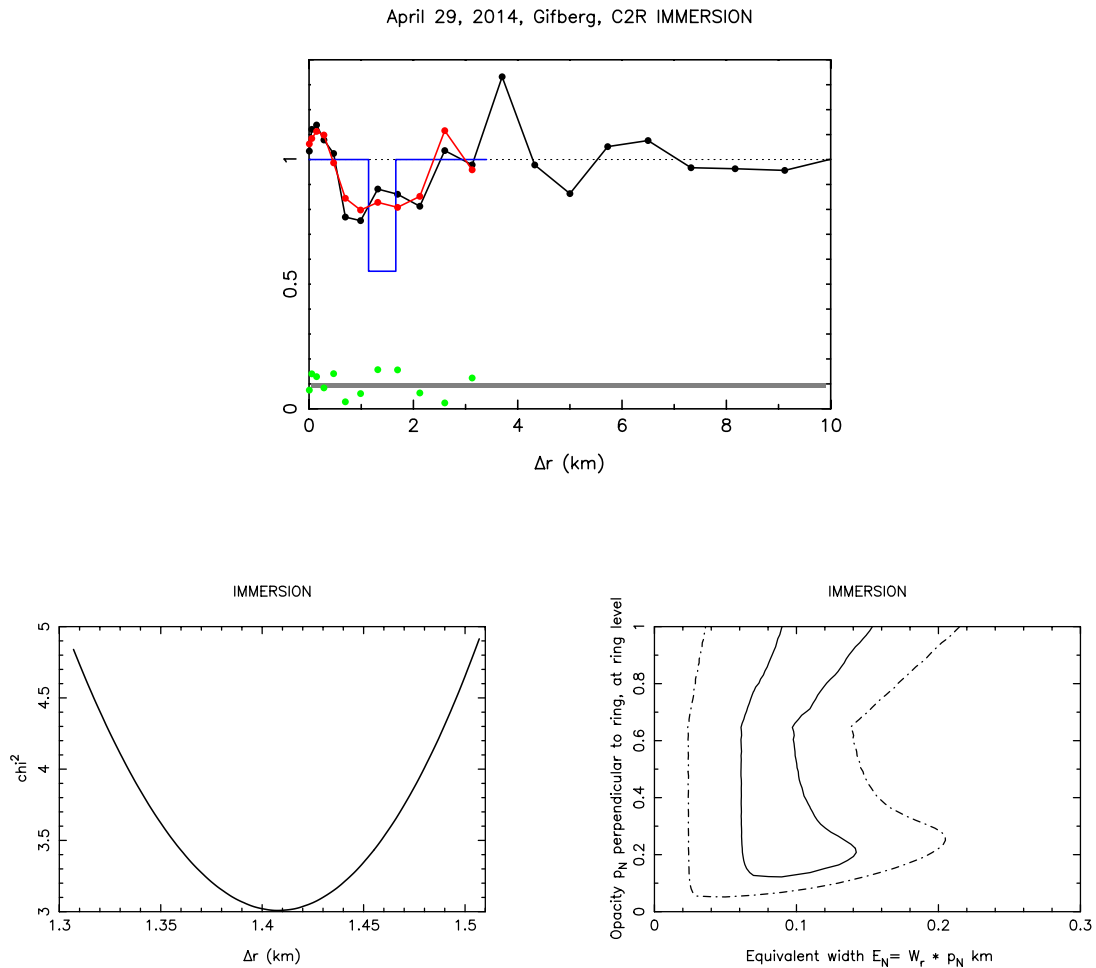 April 29, 2014, Gifberg, C2R IMMERSION
1
0.5
0
0 2 4 6 8 10
Δr (km)
IMMERSION
5
4.5
4
3.5
3
chi²
1.3 1.35 1.4 1.45 1.5
Δr (km)
IMMERSION
Opacity p_N perpendicular to ring, at ring level
1
0.8
0.6
0.4
0.2
0
0 0.1 0.2 0.3
Equivalent width E_N= W_r * p_N km